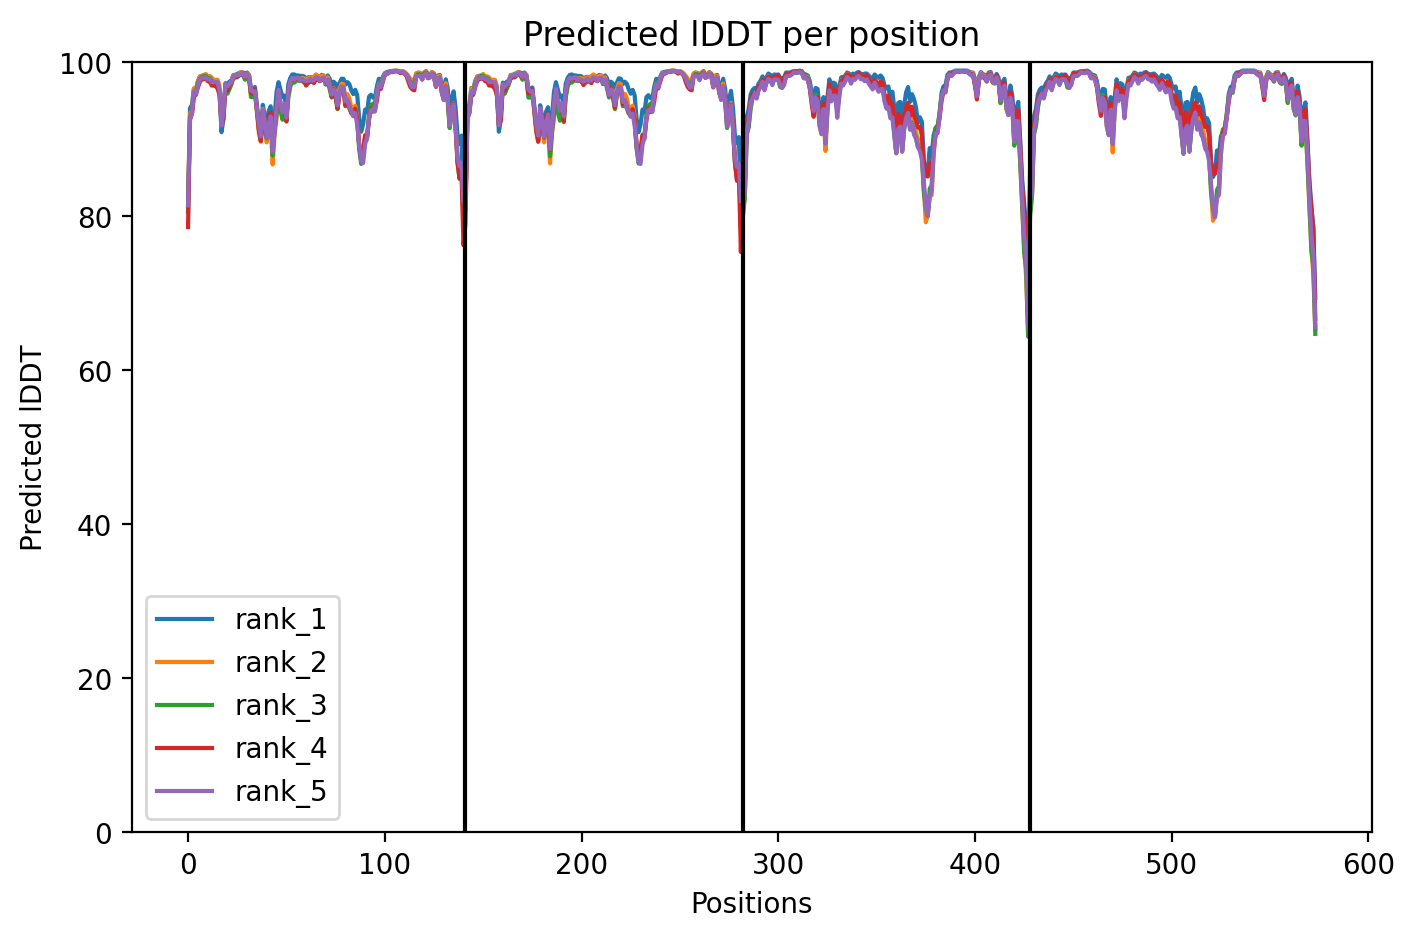 Predicted lDDT per position
100
80
60
40
20
0
Predicted lDDT
rank_1
rank_2
rank_3
rank_4
rank_5
0 100 200 300 400 500 600
Positions